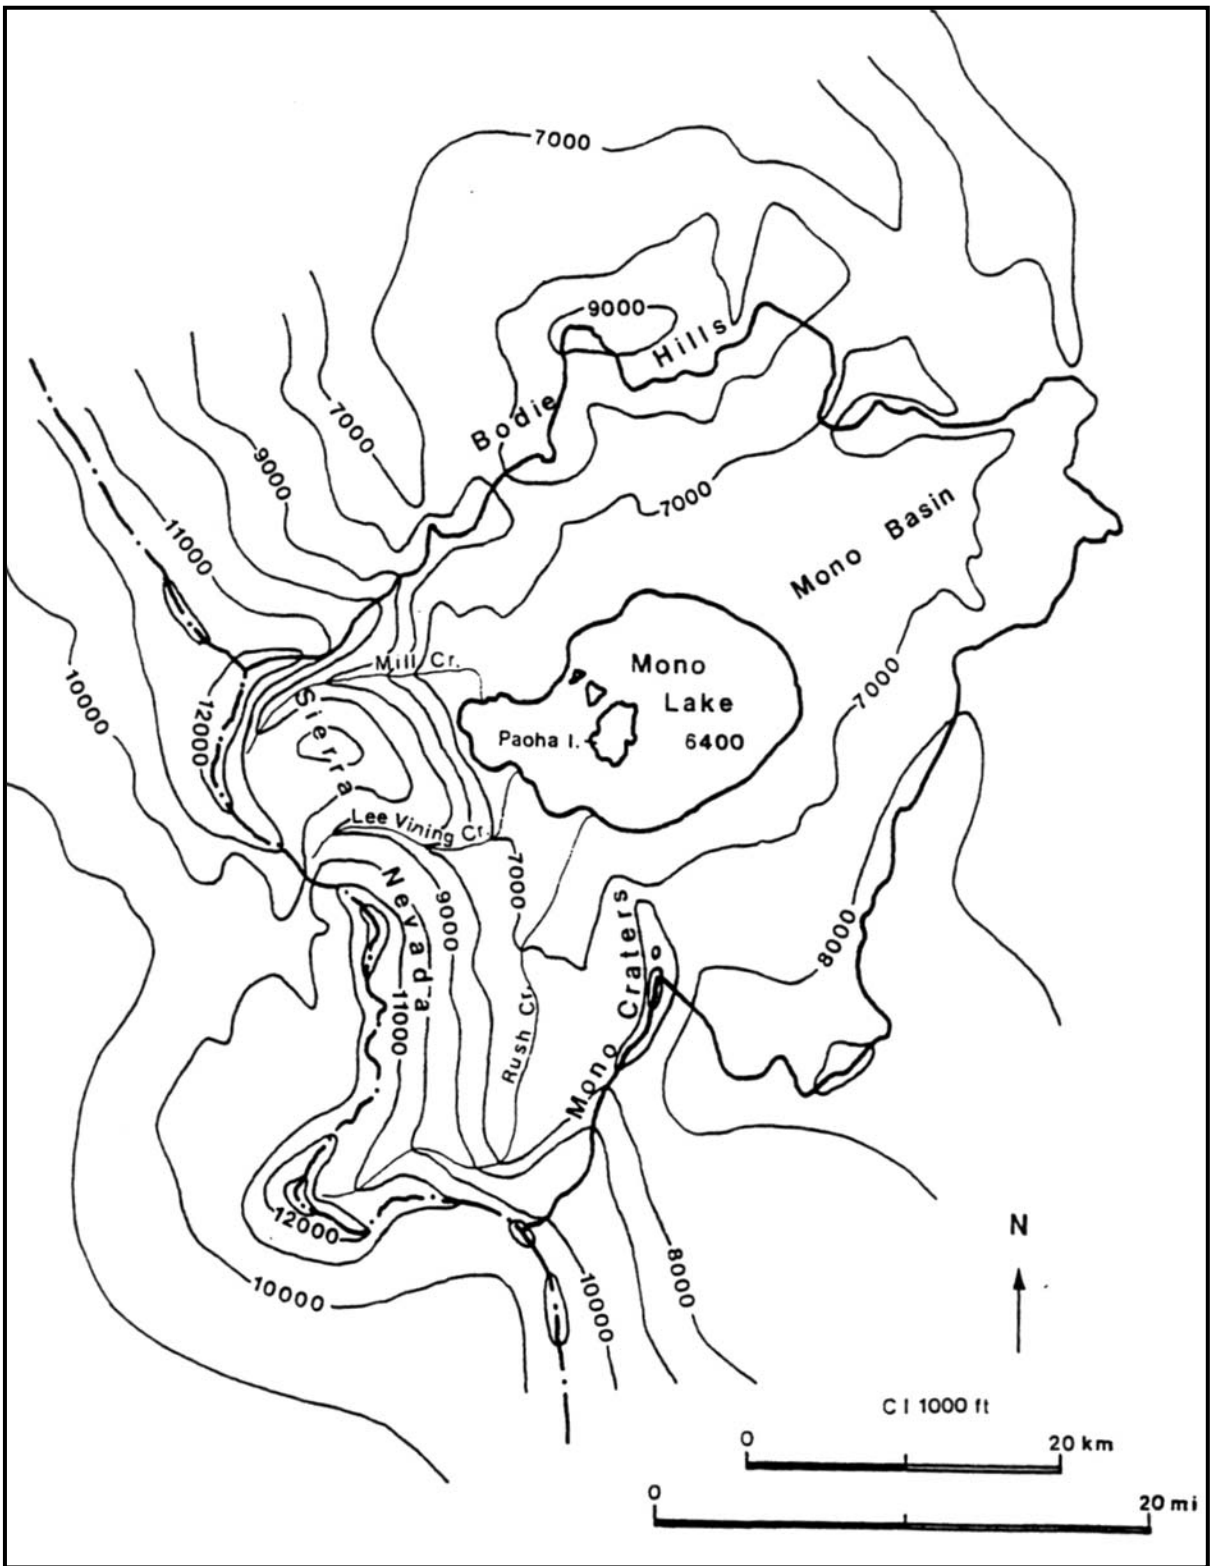 7000
9000
Hills
Bodie
7000
9000
7000
11000
Mono Basin
Mill Cr.
Mono
Lake
6400
Paoha I.
10000
12000
Sierra
7000
Lee Vining Cr.
7000
Nevada
9000
8000
Mono Craters
11000
Rush Cr.
12000
10000
10000
8000
N
CI 1000 ft
0 20 km
0 20 mi